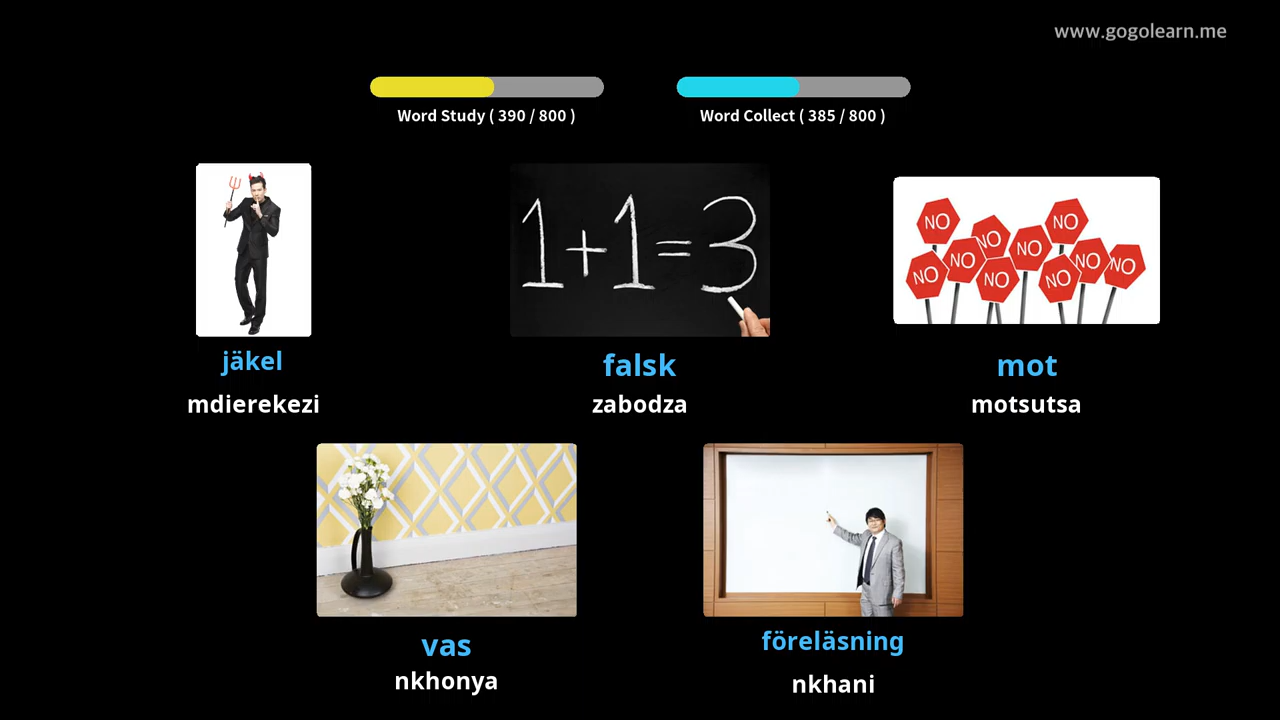 www.gogolearn.me
Word Study ( 390 / 800 )
Word Collect ( 385 / 800 )
1+1=3
NO
NO
NO
NO
NO
NO
NO
NO
NO
NO
jäkel
falsk
mot
mdierekezi
zabodza
motsutsa
vas
föreläsning
nkhonya
nkhani